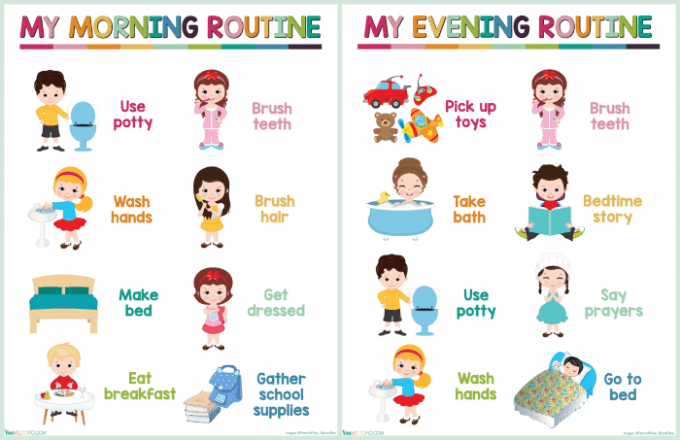 MY MORNING ROUTINE
Use
potty
Brush
teeth
Wash
hands
Brush
hair
Make
bed
Get
dressed
Eat
breakfast
Gather
school
supplies
MY EVENING ROUTINE
Pick up
toys
Brush
teeth
Take
bath
Bedtime
story
Use
potty
Say
prayers
Wash
hands
Go to
bed